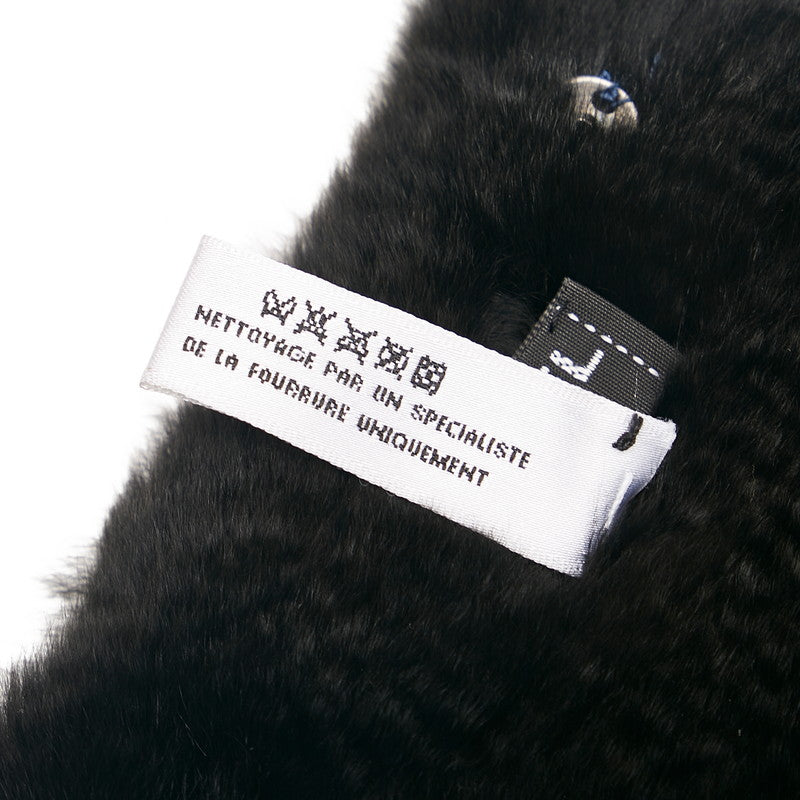 NETTOYAGE PAR UN SPECIALISTE
DE LA FOURRURE UNIQUEMENT